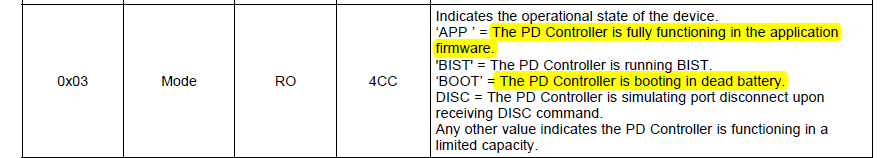 Indicates the operational state of the device.
‘APP ’ = The PD Controller is fully functioning in the application
firmware.
'BIST' = The PD Controller is running BIST.
0x03 Mode RO 4CC
‘BOOT’ = The PD Controller is booting in dead battery.
DISC = The PD Controller is simulating port disconnect upon
receiving DISC command.
Any other value indicates the PD Controller is functioning in a
limited capacity.